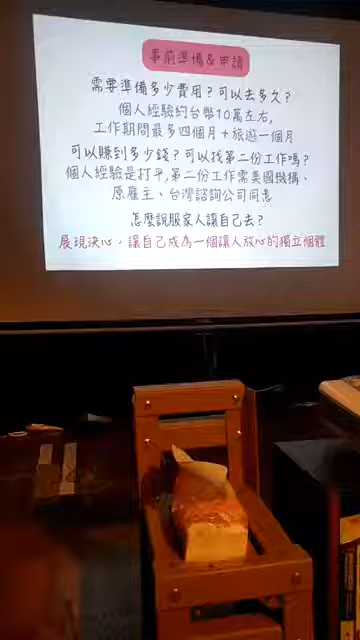 事前準備&申請
需要準備多少費用?可以去多久?
個人經驗約台幣10萬左右,
工作期間最多四個月+旅遊一個月
可以賺到多少錢?可以找第二份工作嗎?
個人經驗是打平,第二份工作需美國機構、
原雇主、台灣諮詢公司同意
怎麼說服家人讓自己去?
展現決心,讓自己成為一個讓人放心的獨立個體